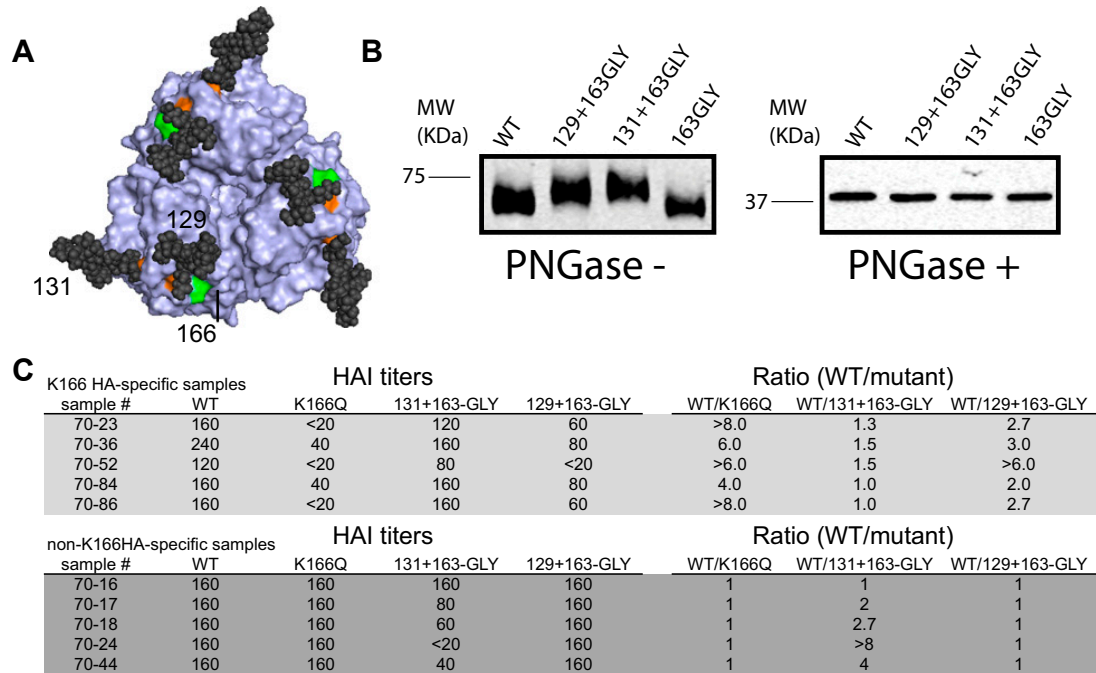 A
129
131
166
B
MW
(KDa)
WT
129+163GLY
131+163GLY
163GLY
75
PNGase -
MW
(KDa)
WT
129+163GLY
131+163GLY
163GLY
37
PNGase +
C
K166 HA-specific samples HAI titers Ratio (WT/mutant)
sample # WT K166Q 131+163-GLY 129+163-GLY WT/K166Q WT/131+163-GLY WT/129+163-GLY
70-23 160 <20 120 60 >8.0 1.3 2.7
70-36 240 40 160 80 6.0 1.5 3.0
70-52 120 <20 80 <20 >6.0 1.5 >6.0
70-84 160 40 160 80 4.0 1.0 2.0
70-86 160 <20 160 60 >8.0 1.0 2.7
non-K166HA-specific samples HAI titers Ratio (WT/mutant)
sample # WT K166Q 131+163-GLY 129+163-GLY WT/K166Q WT/131+163-GLY WT/129+163-GLY
70-16 160 160 160 160 1 1 1
70-17 160 160 80 160 1 2 1
70-18 160 160 60 160 1 2.7 1
70-24 160 160 <20 160 1 >8 1
70-44 160 160 40 160 1 4 1